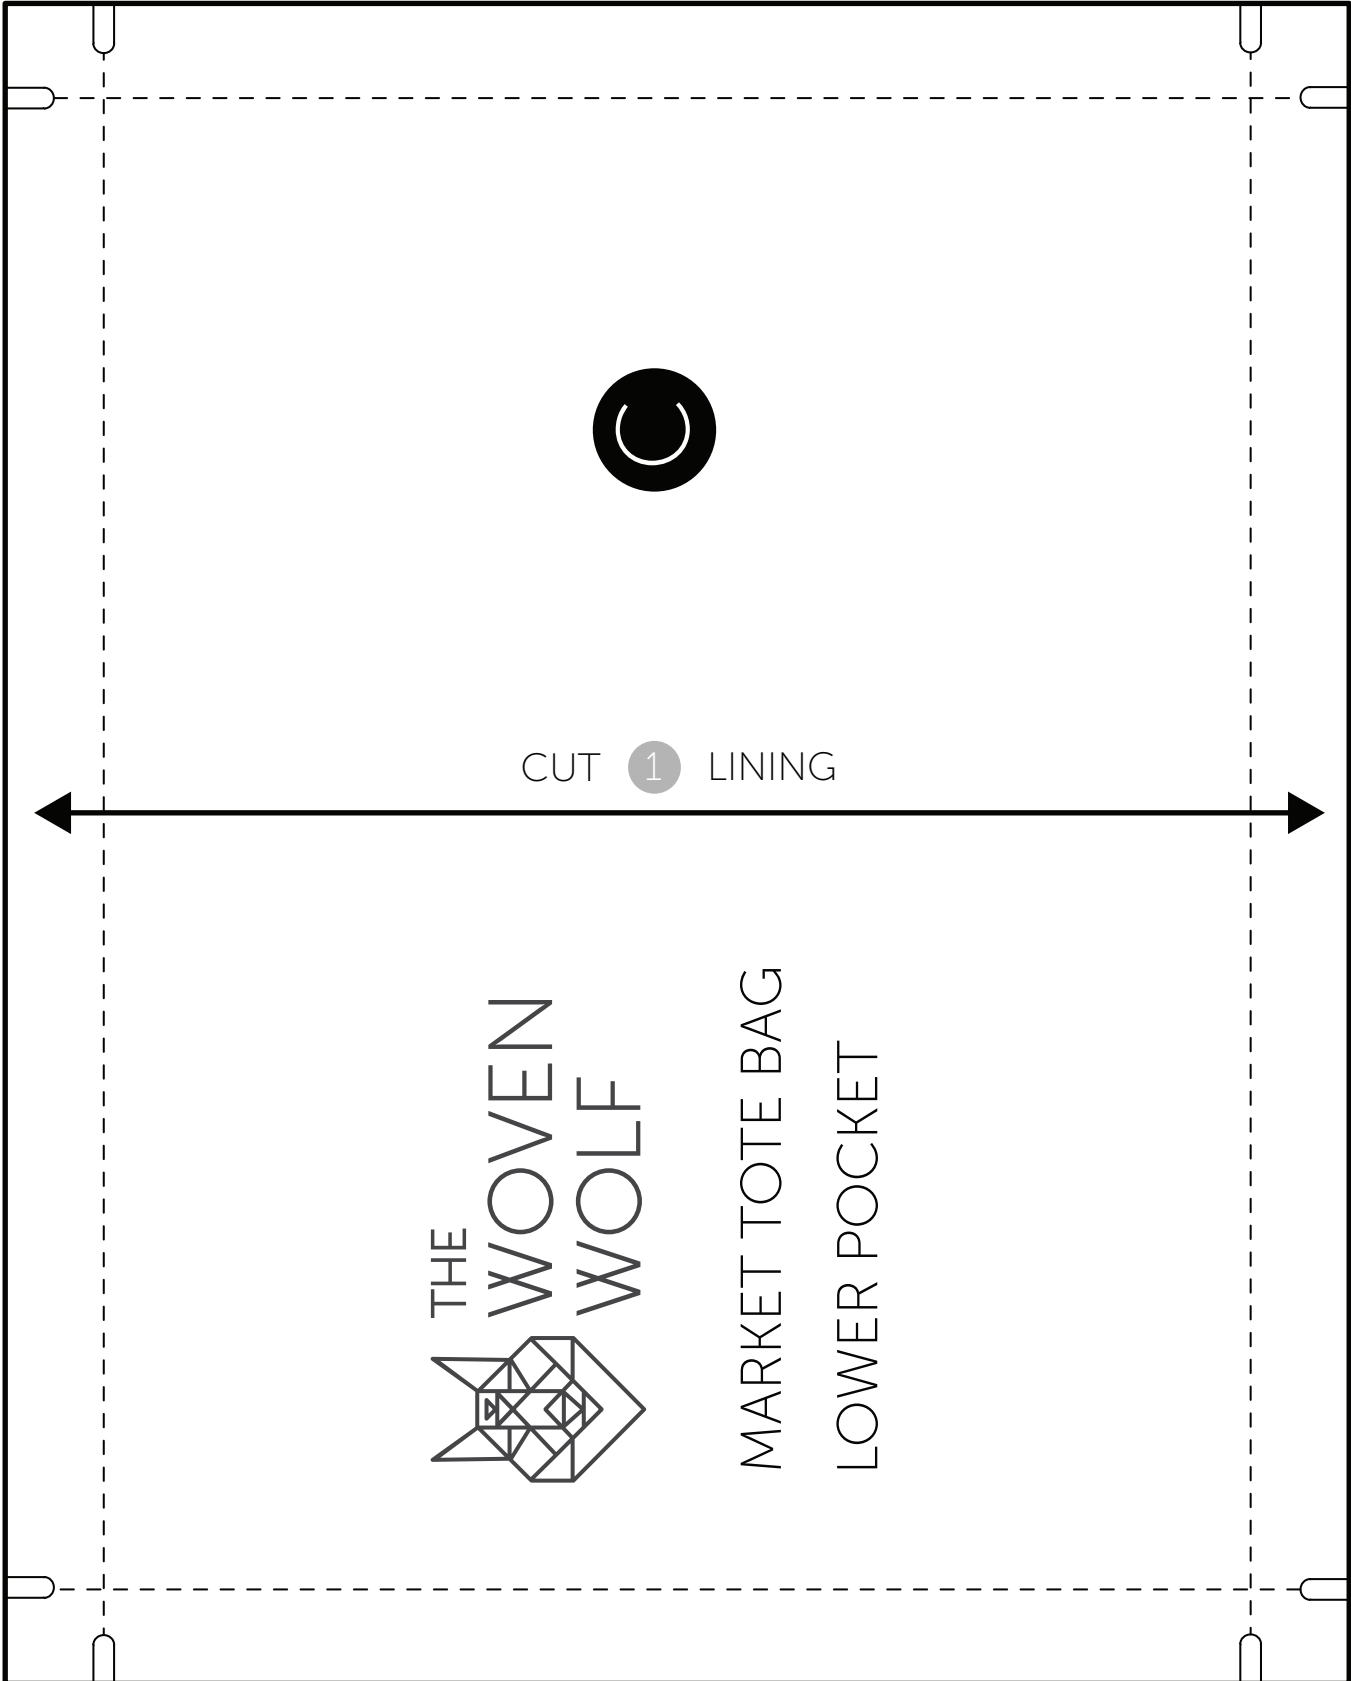 C
CUT 1 LINING
THE
WOVEN
WOLF
MARKET TOTE BAG
LOWER POCKET